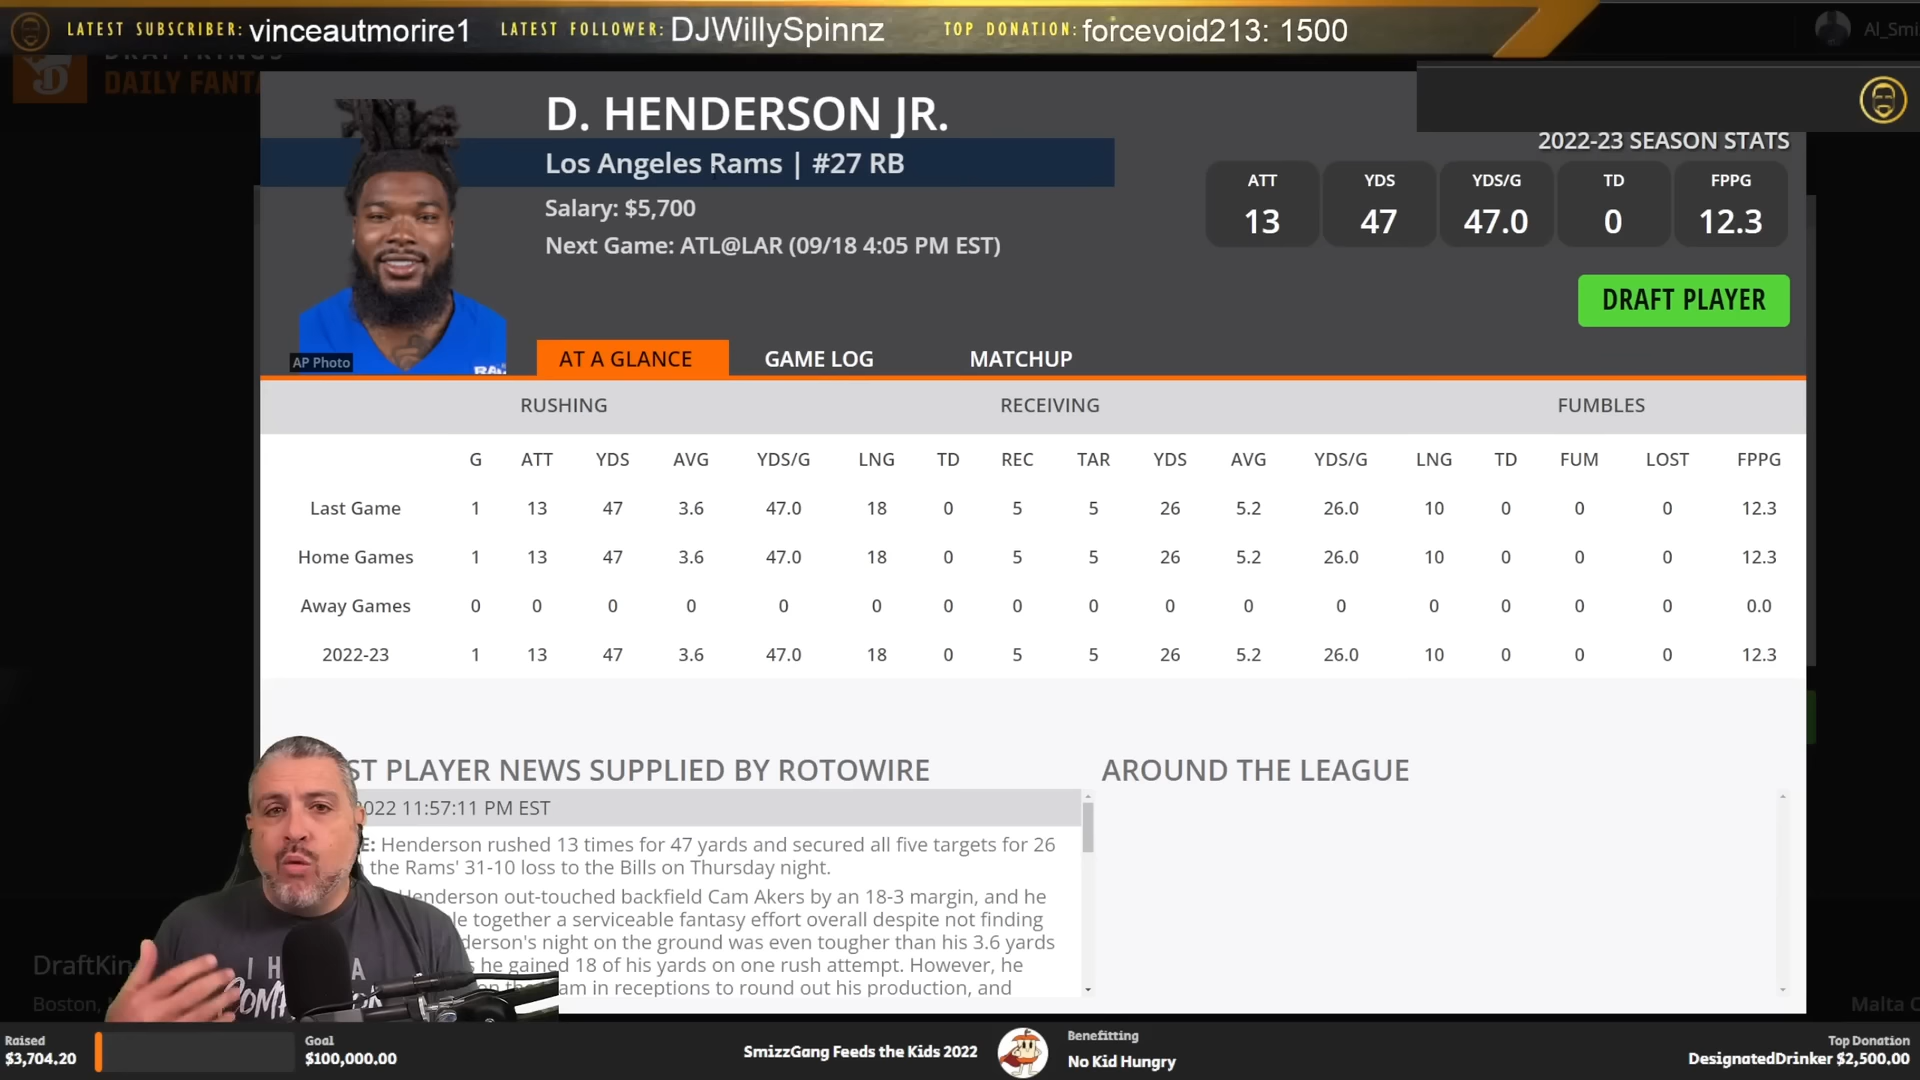 LATEST SUBSCRIBER: vinceautmorire1 LATEST FOLLOWER: DJWillySpinnz TOP DONATION: forcevoid213: 1500
DAILY FANTA
D. HENDERSON JR.
Los Angeles Rams | #27 RB
Salary: $5,700
Next Game: ATL@LAR (09/18 4:05 PM EST)
2022-23 SEASON STATS
ATT YDS YDS/G TD FPPG
13 47 47.0 0 12.3
DRAFT PLAYER
AP Photo
AT A GLANCE GAME LOG MATCHUP
RUSHING RECEIVING FUMBLES
G ATT YDS AVG YDS/G LNG TD REC TAR YDS AVG YDS/G LNG TD FUM LOST FPPG
Last Game 1 13 47 3.6 47.0 18 0 5 5 26 5.2 26.0 10 0 0 0 12.3
Home Games 1 13 47 3.6 47.0 18 0 5 5 26 5.2 26.0 10 0 0 0 12.3
Away Games 0 0 0 0 0 0 0 0 0 0 0 0 0 0 0 0 0.0
2022-23 1 13 47 3.6 47.0 18 0 5 5 26 5.2 26.0 10 0 0 0 12.3
ST PLAYER NEWS SUPPLIED BY ROTOWIRE
AROUND THE LEAGUE
022 11:57:11 PM EST
E: Henderson rushed 13 times for 47 yards and secured all five targets for 26
the Rams' 31-10 loss to the Bills on Thursday night.
Henderson out-touched backfield Cam Akers by an 18-3 margin, and he
le together a serviceable fantasy effort overall despite not finding
derson's night on the ground was even tougher than his 3.6 yards
s he gained 18 of his yards on one rush attempt. However, he
am in receptions to round out his production, and
DraftKin
Boston,
Malta
Raised
$3,704.20
Goal
$100,000.00
SmizzGang Feeds the Kids 2022
Benefitting
No Kid Hungry
Top Donation
DesignatedDrinker $2,500.00